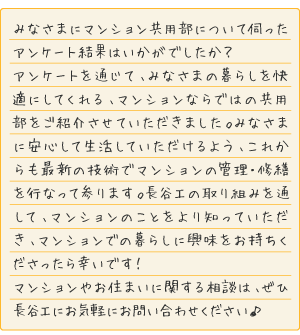 みなさまにマンション共用部について伺った
アンケート結果はいかがでしたか？
アンケートを通じて、みなさまの暮らしを快
適にしてくれる、マンションならではの共用
部をご紹介させていただきました。みなさま
に安心して生活していただけるよう、これか
らも最新の技術でマンションの管理・修繕
を行なって参ります。長谷工の取り組みを通
して、マンションのことをより知っていただ
き、マンションでの暮らしに興味をお持ちく
ださったら幸いです！
マンションやお住まいに関する相談は、ぜひ
長谷工にお気軽にお問い合わせください♪